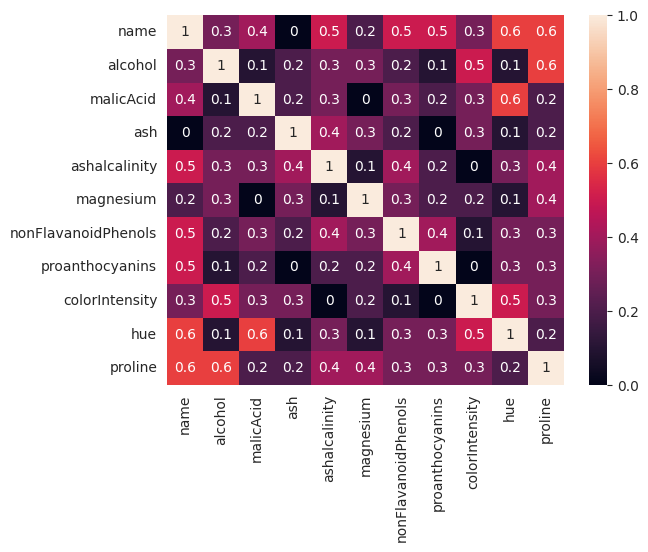 name 1 0.3 0.4 0 0.5 0.2 0.5 0.5 0.3 0.6 0.6
alcohol 0.3 1 0.1 0.2 0.3 0.3 0.2 0.1 0.5 0.1 0.6
malicAcid 0.4 0.1 1 0.2 0.3 0 0.3 0.2 0.3 0.6 0.2
ash 0 0.2 0.2 1 0.4 0.3 0.2 0 0.3 0.1 0.2
ashalcalinity 0.5 0.3 0.3 0.4 1 0.1 0.4 0.2 0 0.3 0.4
magnesium 0.2 0.3 0 0.3 0.1 1 0.3 0.2 0.2 0.1 0.4
nonFlavanoidPhenols 0.5 0.2 0.3 0.2 0.4 0.3 1 0.4 0.1 0.3 0.3
proanthocyanins 0.5 0.1 0.2 0 0.2 0.2 0.4 1 0 0.3 0.3
colorIntensity 0.3 0.5 0.3 0.3 0 0.2 0.1 0 1 0.5 0.3
hue 0.6 0.1 0.6 0.1 0.3 0.1 0.3 0.3 0.5 1 0.2
proline 0.6 0.6 0.2 0.2 0.4 0.4 0.3 0.3 0.3 0.2 1
name
alcohol
malicAcid
ash
ashalcalinity
magnesium
nonFlavanoidPhenols
proanthocyanins
colorIntensity
hue
proline
1.0
0.8
0.6
0.4
0.2
0.0